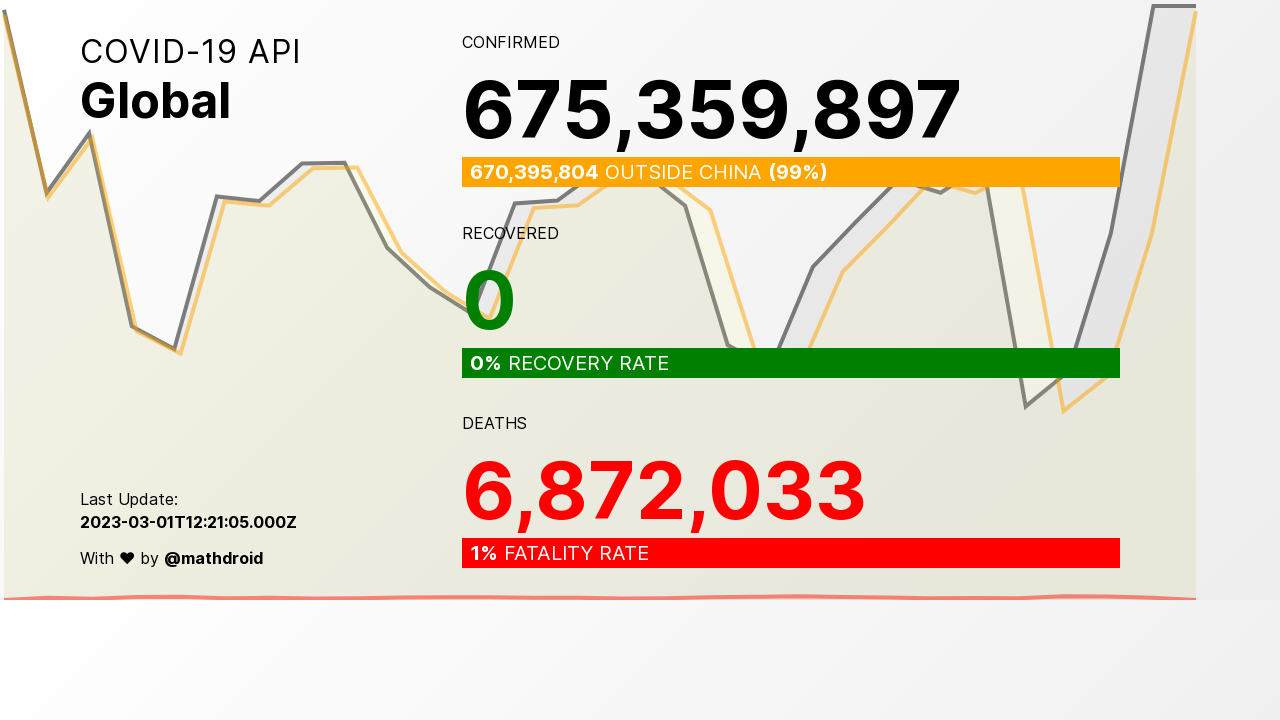 COVID-19 API
Global
CONFIRMED
675,359,897
670,395,804 OUTSIDE CHINA (99%)
RECOVERED
0
0% RECOVERY RATE
DEATHS
6,872,033
1% FATALITY RATE
Last Update:
2023-03-01T12:21:05.000Z
With ♥ by @mathdroid